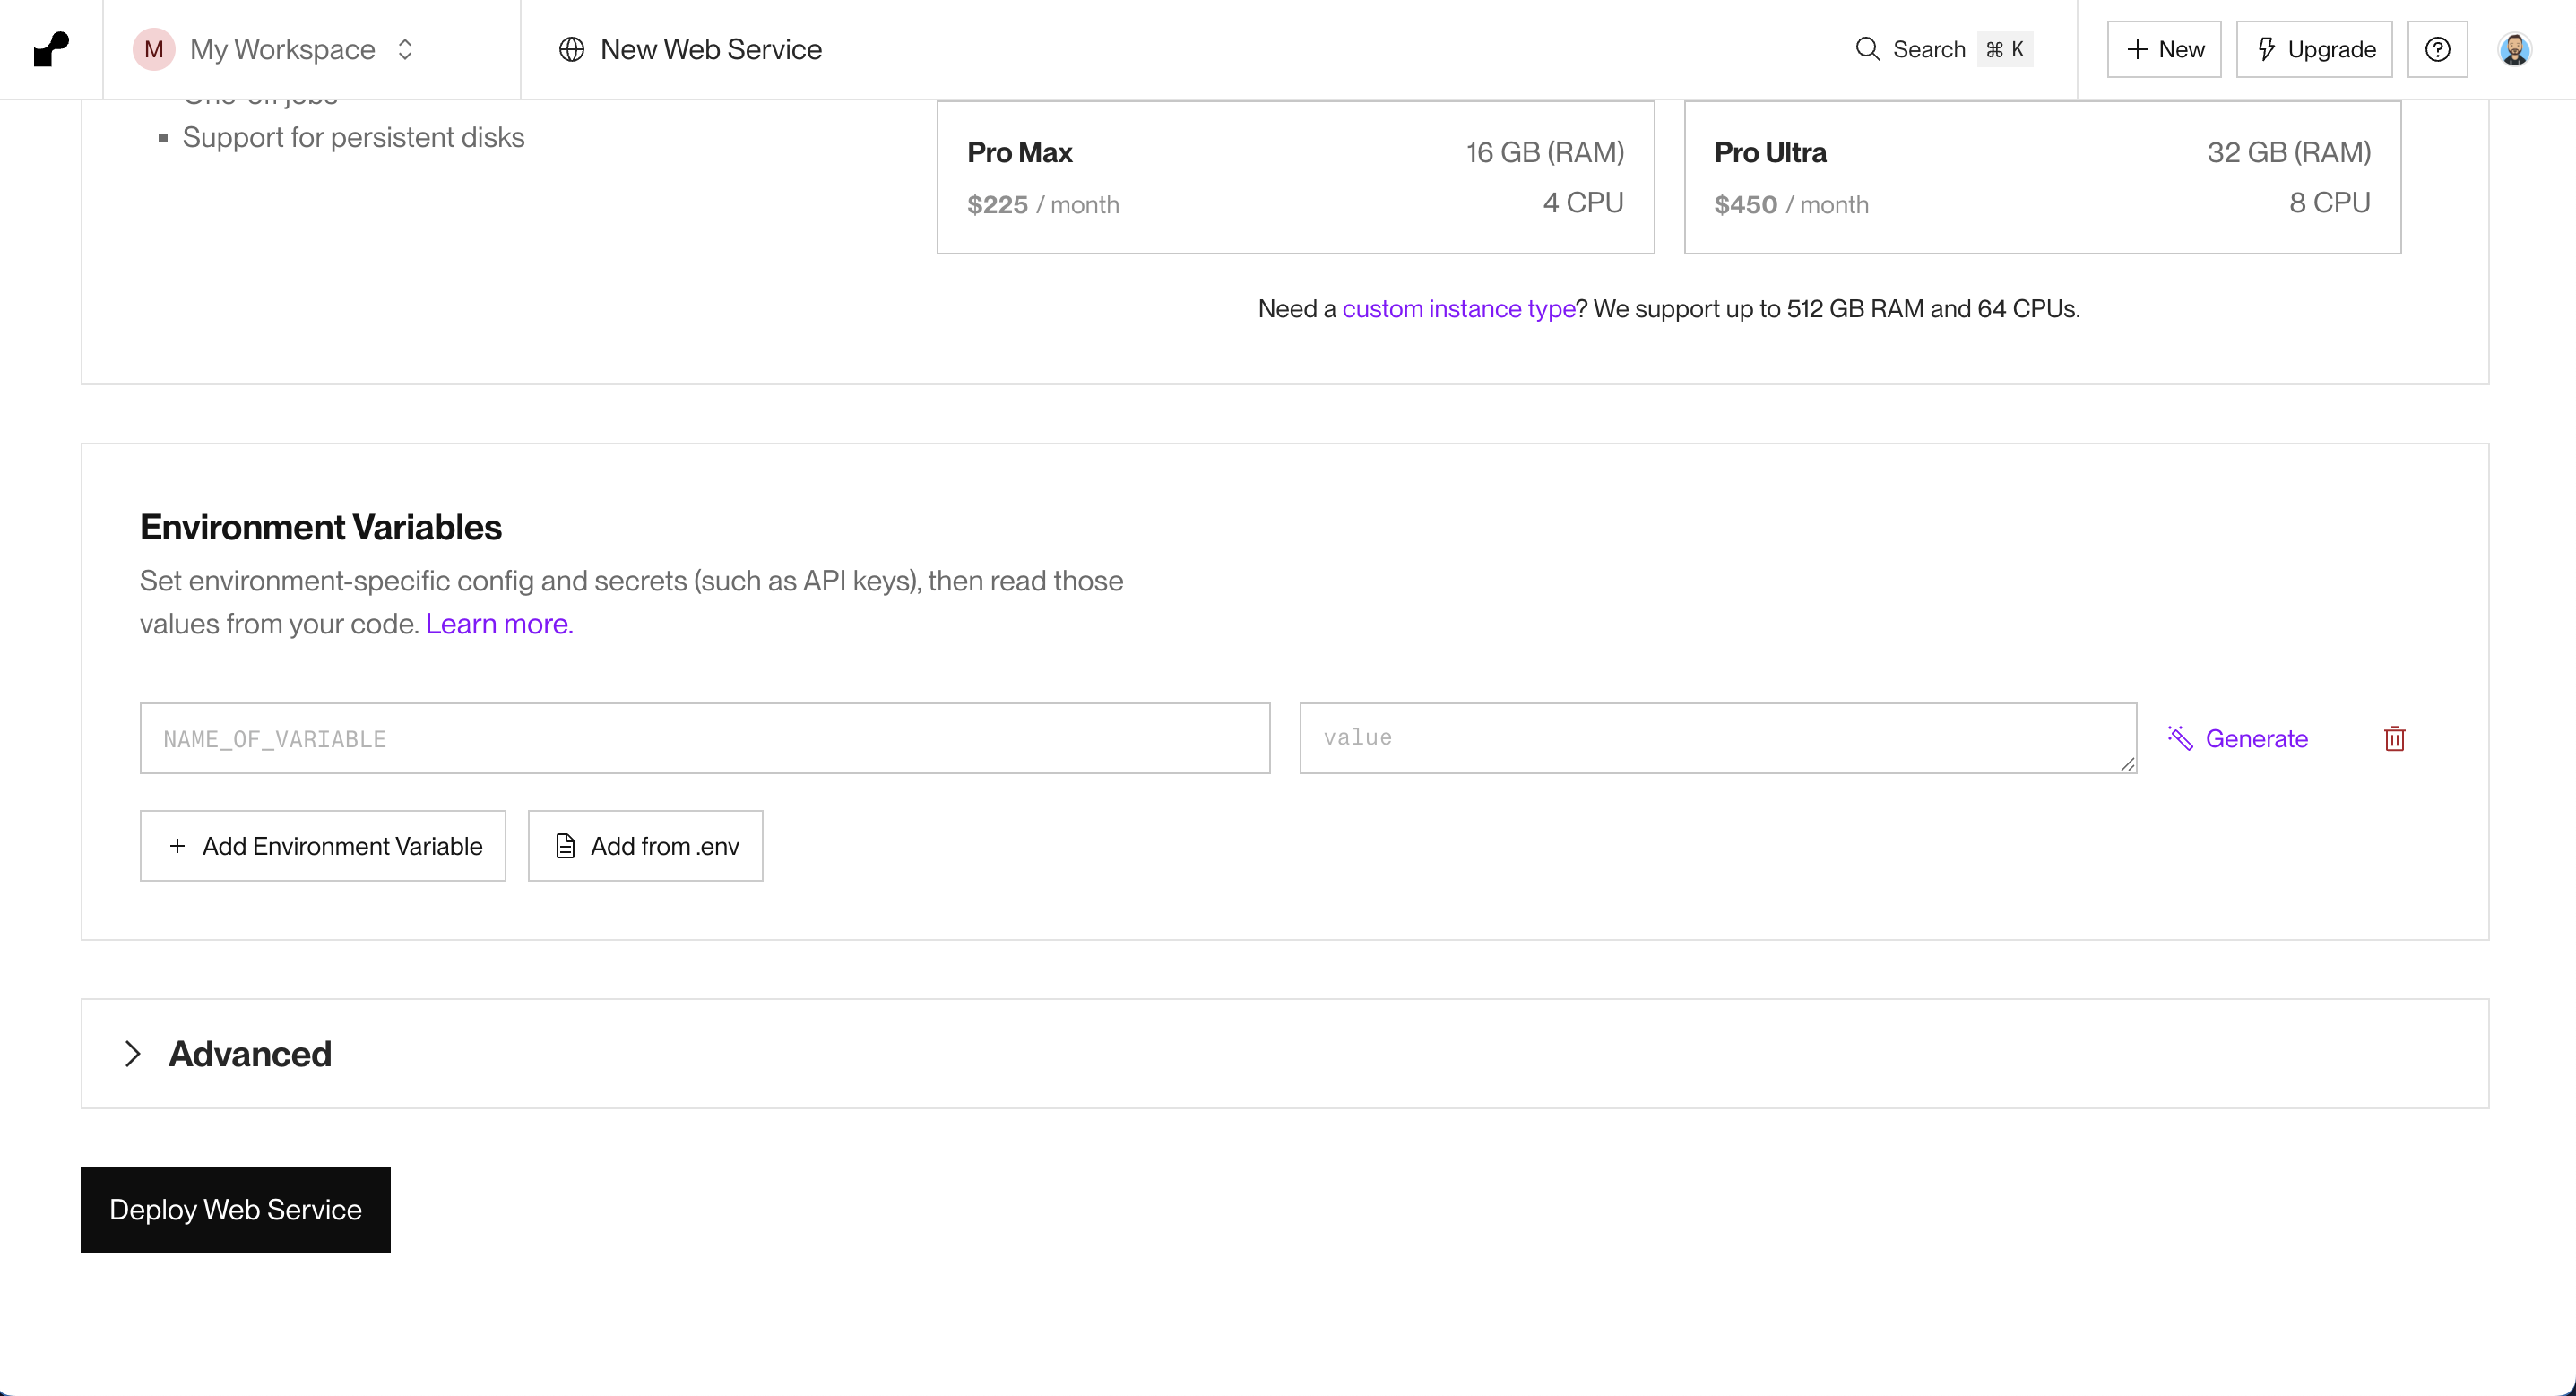 M My Workspace
New Web Service
Search ⌘ K
+ New
Upgrade
One-off jobs
Support for persistent disks
Pro Max 16 GB (RAM)
$225 / month 4 CPU
Pro Ultra 32 GB (RAM)
$450 / month 8 CPU
Need a custom instance type? We support up to 512 GB RAM and 64 CPUs.
Environment Variables
Set environment-specific config and secrets (such as API keys), then read those
values from your code. Learn more.
NAME_OF_VARIABLE
value
Generate
+ Add Environment Variable
Add from .env
Advanced
Deploy Web Service